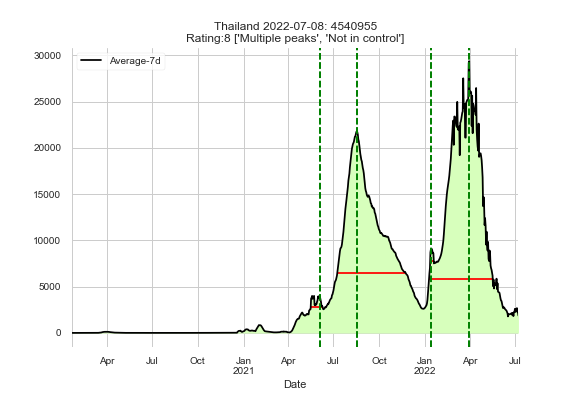 Thailand 2022-07-08: 4540955
Rating:8 ['Multiple peaks', 'Not in control']
Average-7d
30000
25000
20000
15000
10000
5000
0
Apr Jul Oct Jan Apr Jul Oct Jan Apr Jul
2021 2022
Date